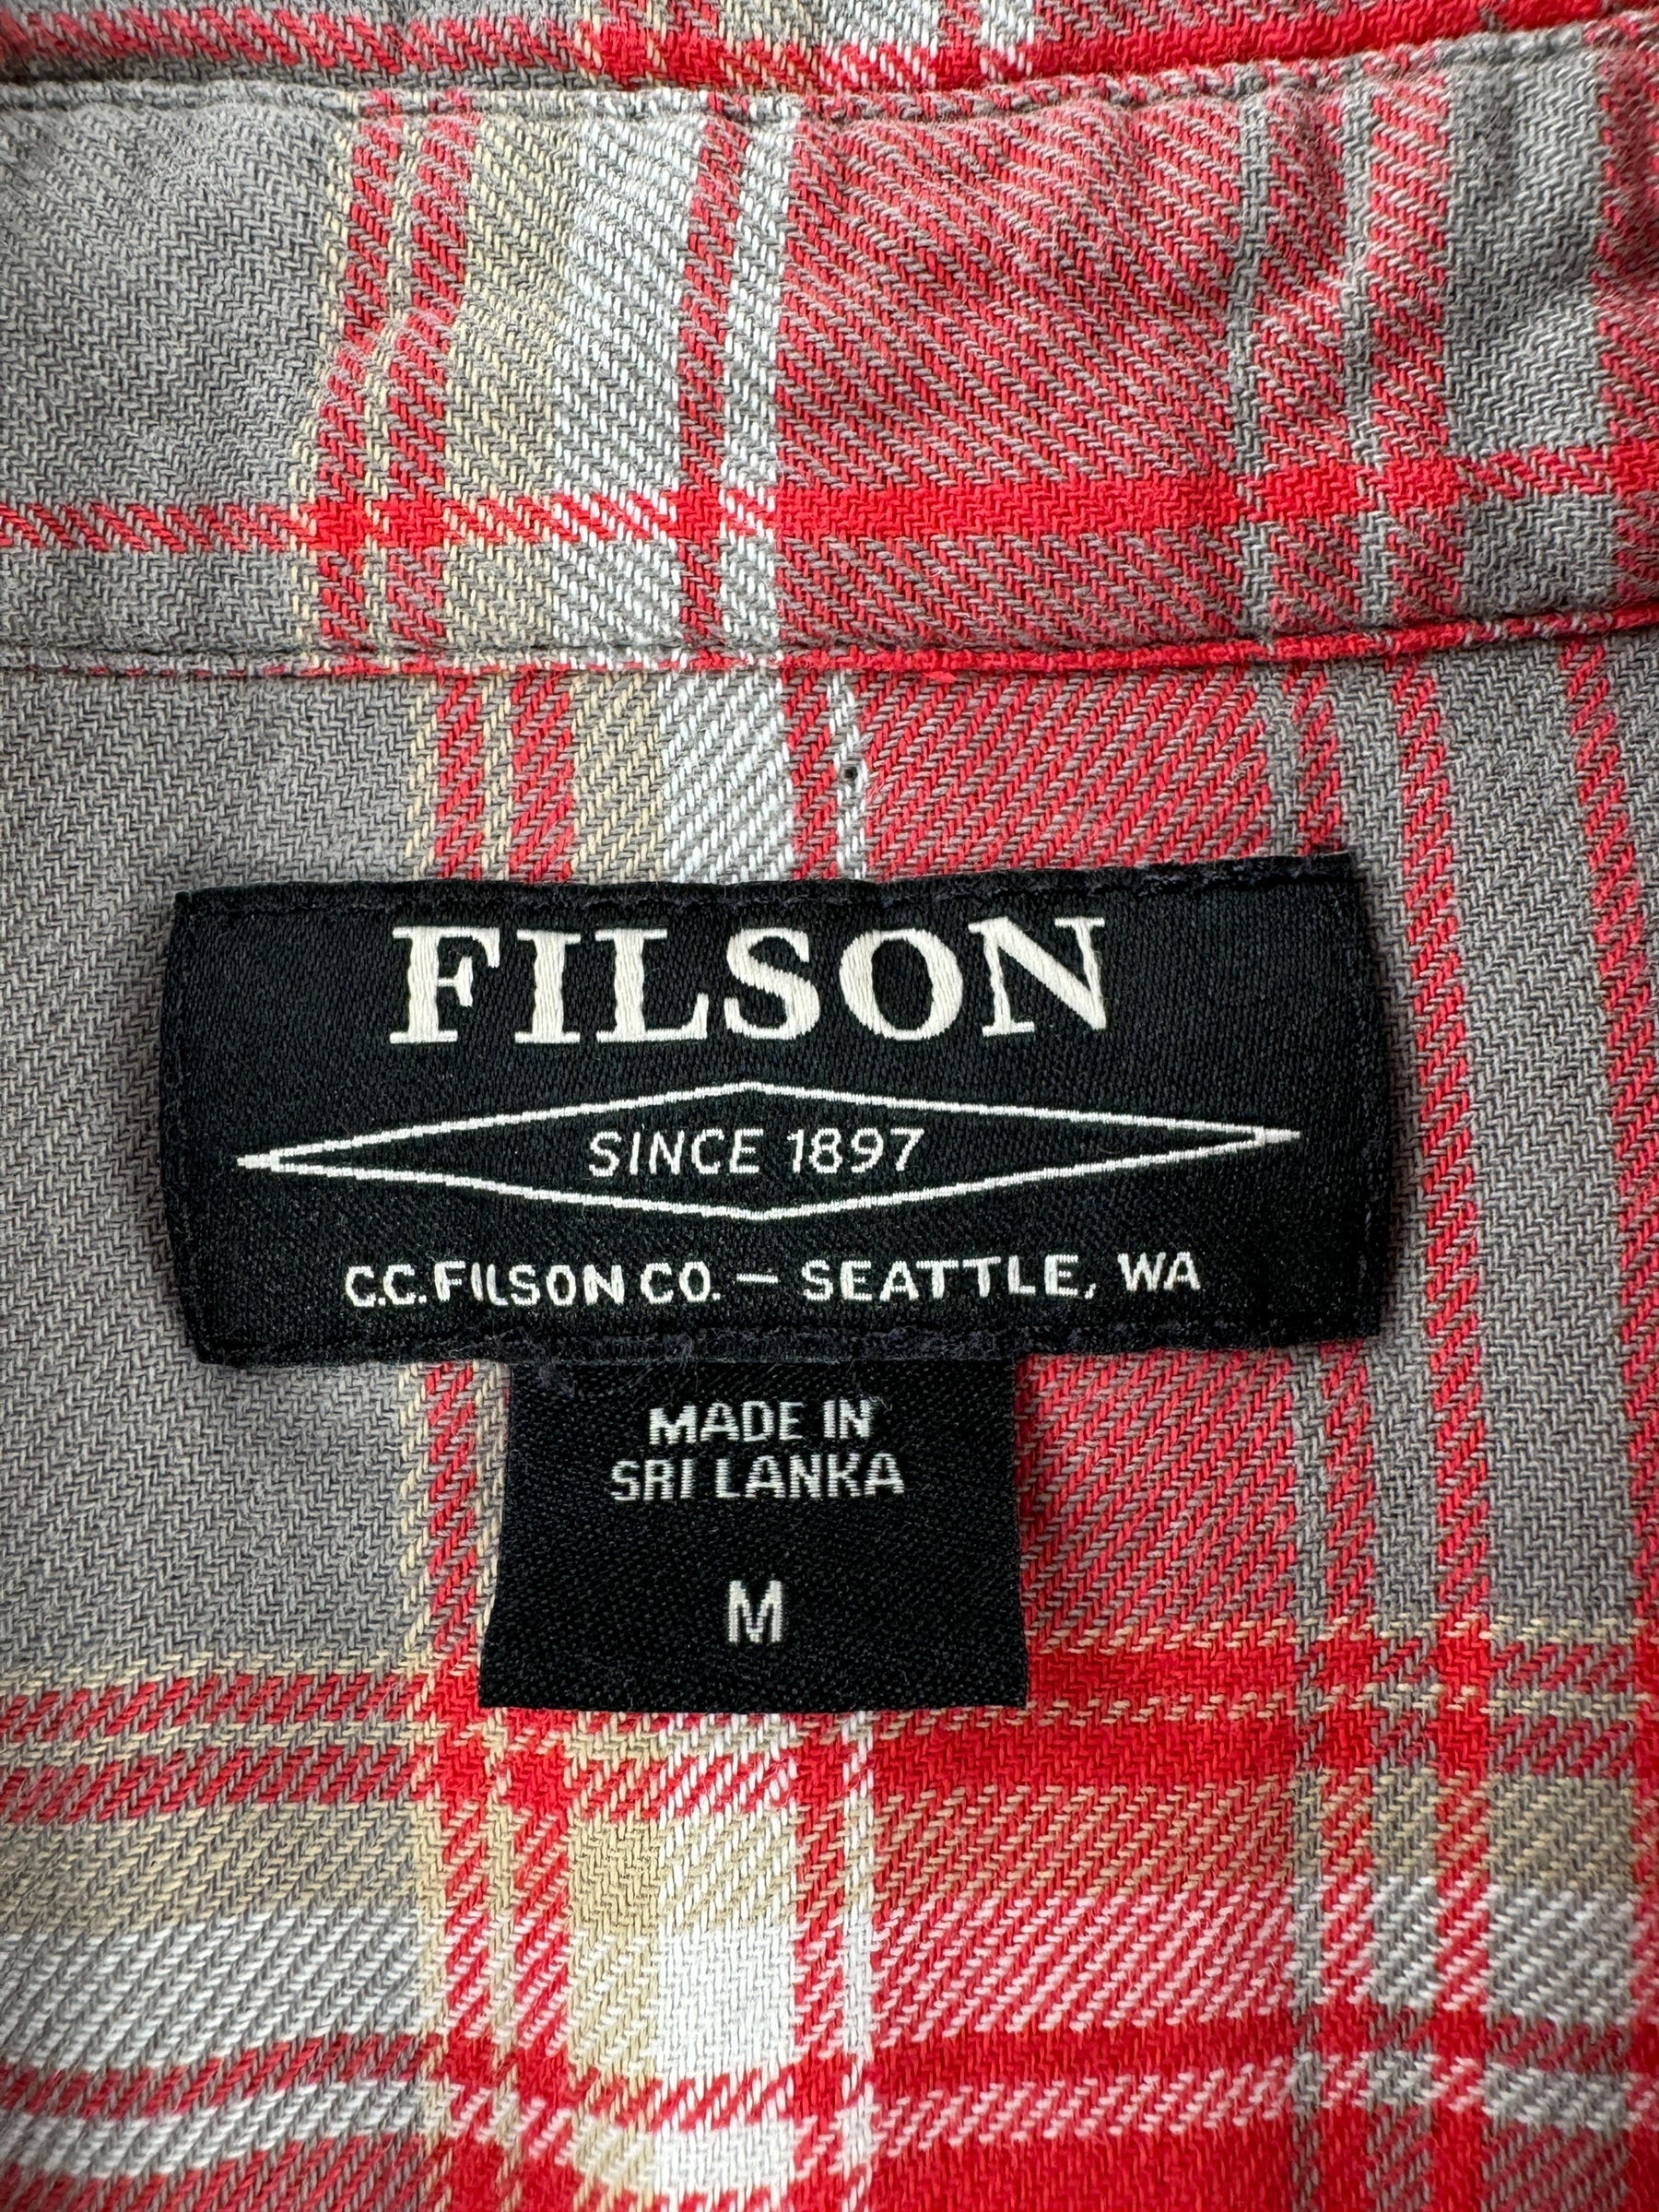 FILSON
SINCE 1897
C.C. FILSON CO. — SEATTLE, WA
MADE IN
SRI LANKA
M